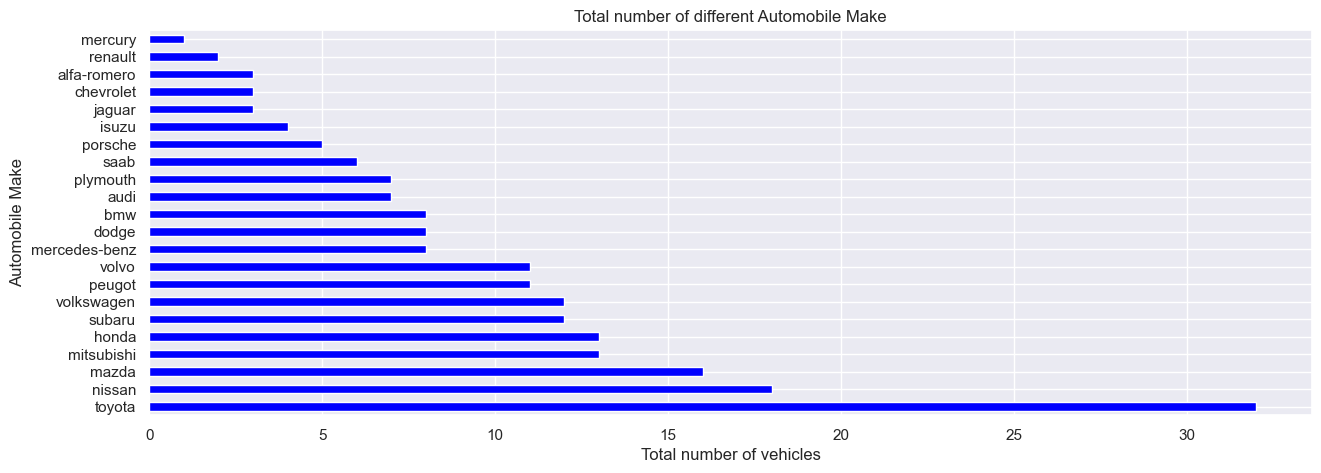 Total number of different Automobile Make
Automobile Make
mercury
renault
alfa-romero
chevrolet
jaguar
isuzu
porsche
saab
plymouth
audi
bmw
dodge
mercedes-benz
volvo
peugot
volkswagen
subaru
honda
mitsubishi
mazda
nissan
toyota
0 5 10 15 20 25 30
Total number of vehicles